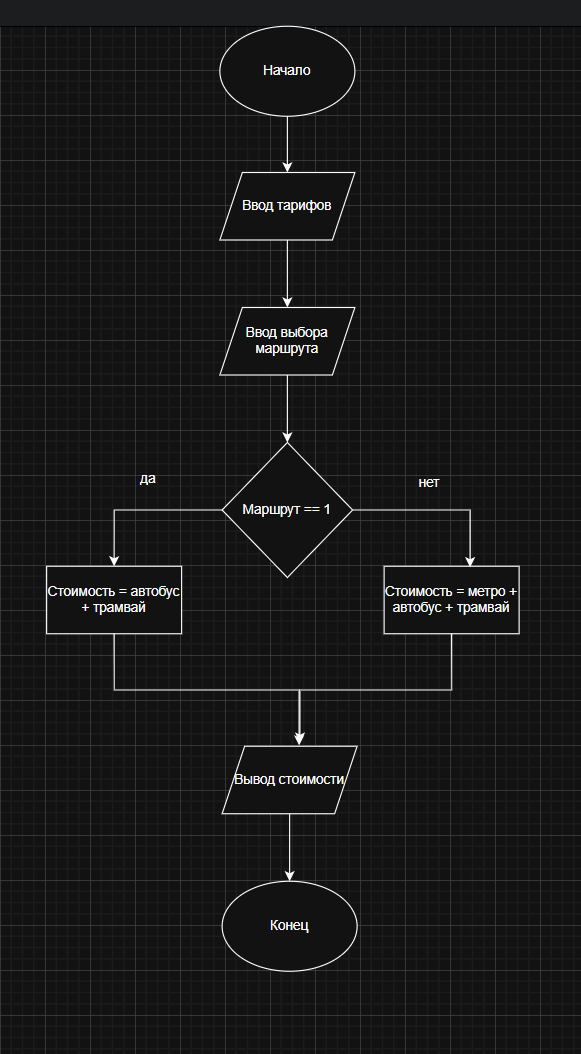 Начало
Ввод тарифов
Ввод выбора
маршрута
да
нет
Маршрут == 1
Стоимость = автобус
+ трамвай
Стоимость = метро +
автобус + трамвай
Вывод стоимости
Конец